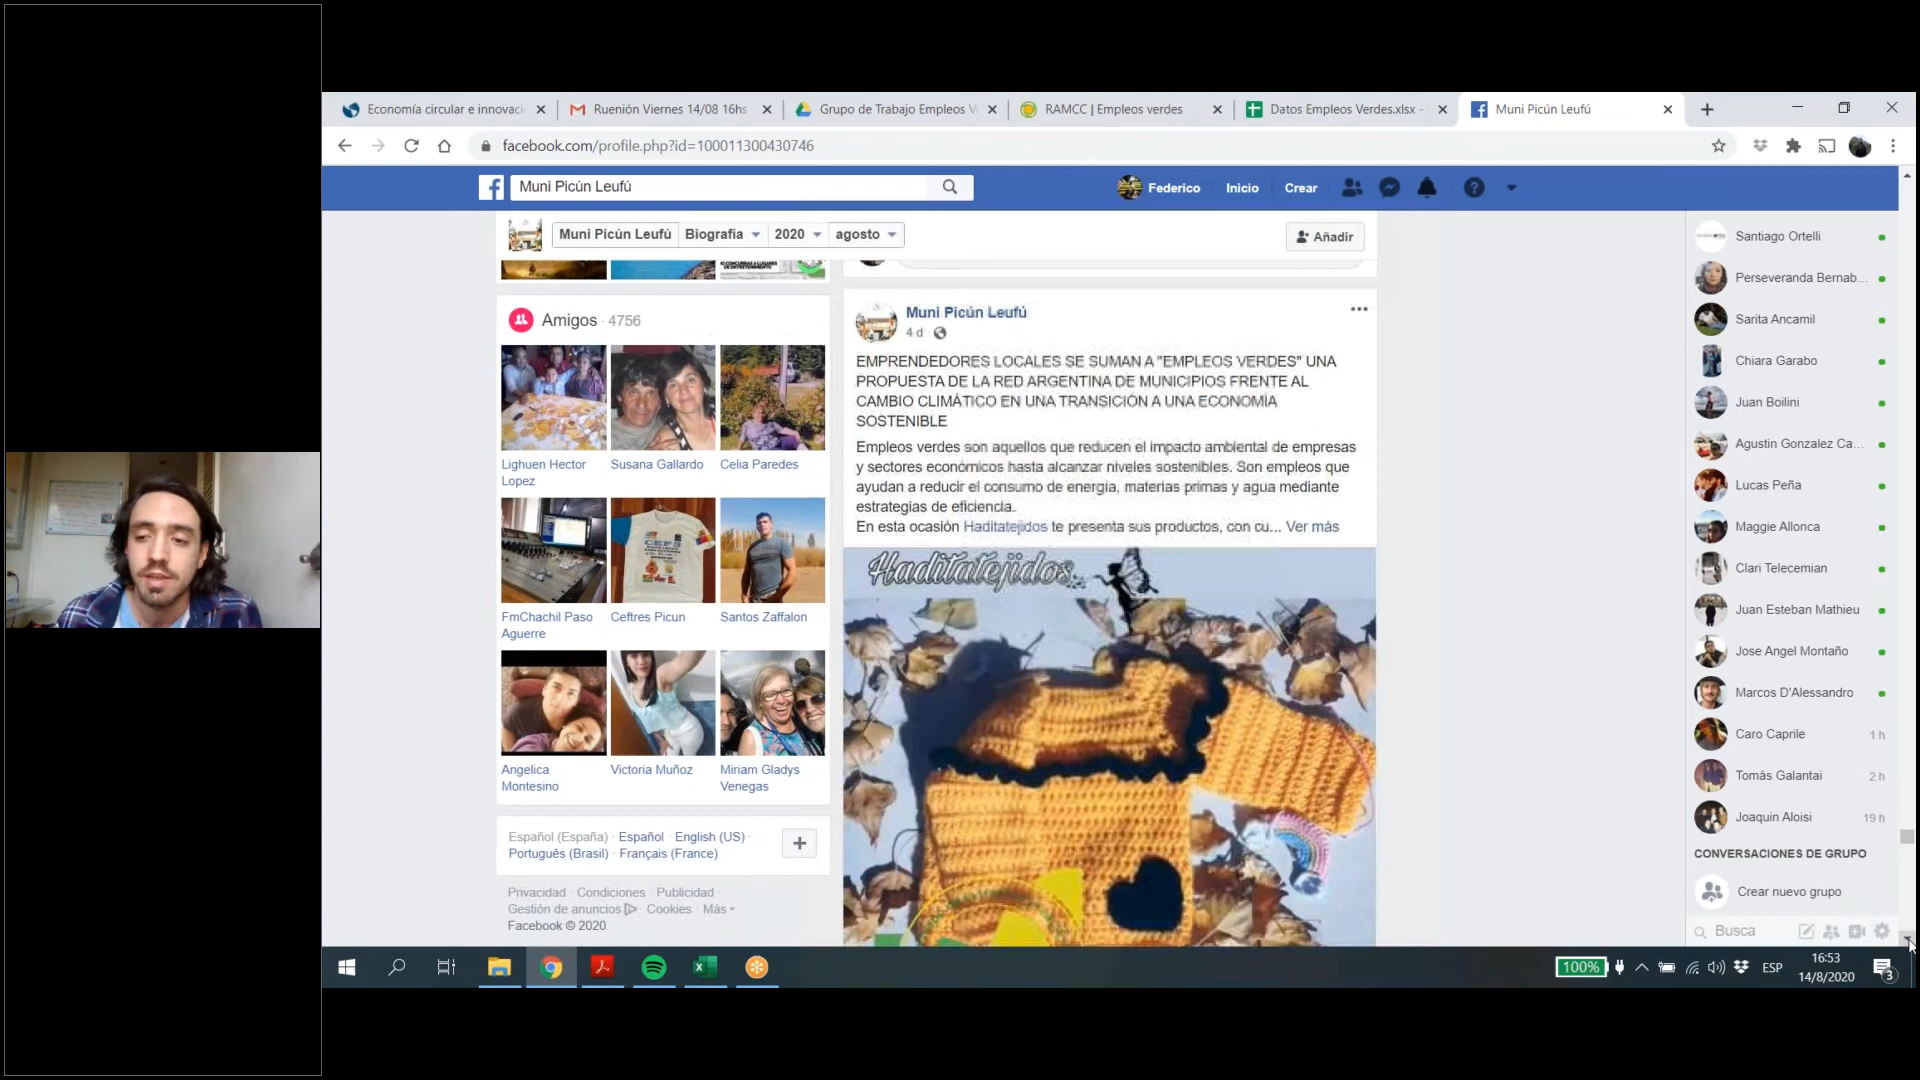 Economía circular e innovaci
Ruenión Viernes 14/08 16hs
Grupo de Trabajo Empleos V
RAMCC | Empleos verdes
Datos Empleos Verdes.xlsx -
Muni Picún Leufú
facebook.com/profile.php?id=100011300430746
Muni Picún Leufú
Federico
Inicio
Crear
Muni Picún Leufú
Biografía
2020
agosto
Añadir
Amigos · 4756
Lighuen Hector
Lopez
Susana Gallardo
Celia Paredes
FmChachil Paso
Aguerre
Ceftres Picun
Santos Zaffalon
Angelica
Montesino
Victoria Muñoz
Miriam Gladys
Venegas
Español (España) · Español · English (US) ·
Português (Brasil) · Français (France)
Privacidad · Condiciones · Publicidad ·
Gestión de anuncios · Cookies · Más
Facebook © 2020
Muni Picún Leufú
4 d
EMPRENDEDORES LOCALES SE SUMAN A "EMPLEOS VERDES" UNA
PROPUESTA DE LA RED ARGENTINA DE MUNICIPIOS FRENTE AL
CAMBIO CLIMÁTICO EN UNA TRANSICIÓN A UNA ECONOMÍA
SOSTENIBLE
Empleos verdes son aquellos que reducen el impacto ambiental de empresas
y sectores económicos hasta alcanzar niveles sostenibles. Son empleos que
ayudan a reducir el consumo de energía, materias primas y agua mediante
estrategias de eficiencia.
En esta ocasión Haditatejidos te presenta sus productos, con cu... Ver más
Haditatejidos
Santiago Ortelli
Perseveranda Bernab...
Sarita Ancamil
Chiara Garabo
Juan Boilini
Agustin Gonzalez Ca...
Lucas Peña
Maggie Allonca
Clari Telecemian
Juan Esteban Mathieu
Jose Angel Montaño
Marcos D'Alessandro
Caro Caprile 1 h
Tomás Galantai 2 h
Joaquin Aloisi 19 h
CONVERSACIONES DE GRUPO
Crear nuevo grupo
Busca
100%
ESP
16:53
14/8/2020
3